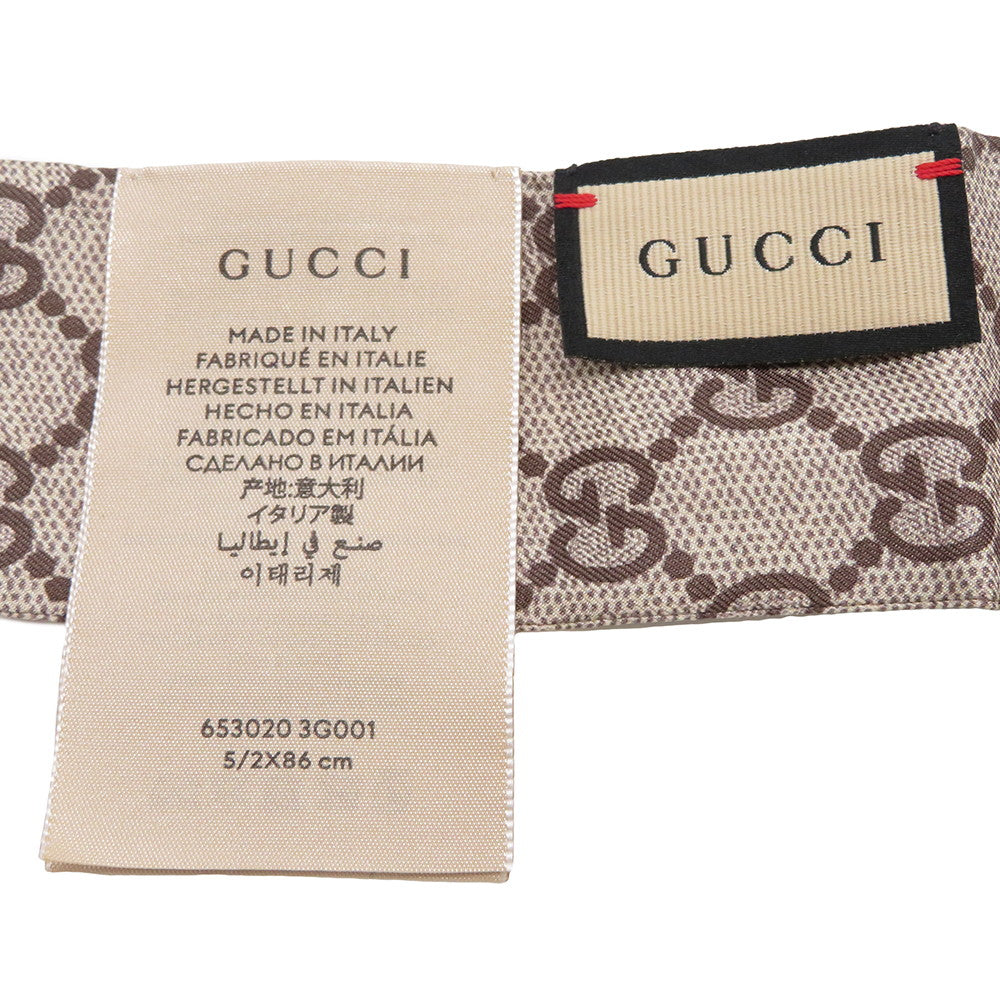 GUCCI
MADE IN ITALY
FABRIQUÉ EN ITALIE
HERGESTELLT IN ITALIEN
HECHO EN ITALIA
FABRICADO EM ITÁLIA
СДЕЛАНО В ИТАЛИИ
产地:意大利
イタリア製
صنع في إيطاليا
이태리제
653020 3G001
5/2X86 cm
GUCCI